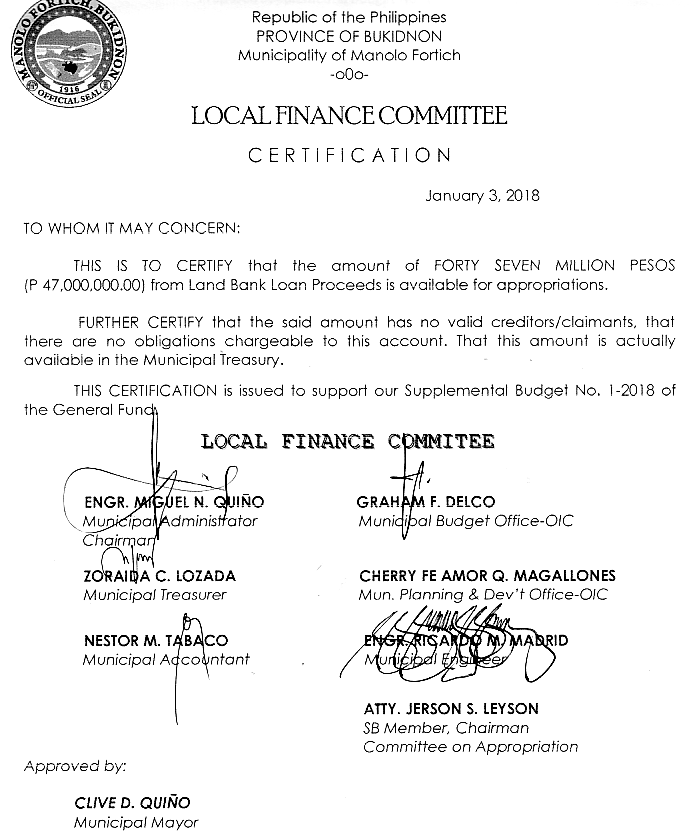 MANOLO FORTICH, BUKIDNON
1916
OFFICIAL SEAL
Republic of the Philippines
PROVINCE OF BUKIDNON
Municipality of Manolo Fortich
-o0o-
LOCAL FINANCE COMMITTEE
CERTIFICATION
January 3, 2018
TO WHOM IT MAY CONCERN:
THIS IS TO CERTIFY that the amount of FORTY SEVEN MILLION PESOS
(P 47,000,000.00) from Land Bank Loan Proceeds is available for appropriations.
FURTHER CERTIFY that the said amount has no valid creditors/claimants, that
there are no obligations chargeable to this account. That this amount is actually
available in the Municipal Treasury.
THIS CERTIFICATION is issued to support our Supplemental Budget No. 1-2018 of
the General Fund.
LOCAL FINANCE COMMITEE
ENGR. MIGUEL N. QUIÑO
Municipal Administrator
Chairman
GRAHAM F. DELCO
Municipal Budget Office-OIC
ZORAIDA C. LOZADA
Municipal Treasurer
CHERRY FE AMOR Q. MAGALLONES
Mun. Planning & Dev't Office-OIC
NESTOR M. TABACO
Municipal Accountant
ENGR. RICARDO M. MADRID
Municipal Engineer
ATTY. JERSON S. LEYSON
SB Member, Chairman
Committee on Appropriation
Approved by:
CLIVE D. QUIÑO
Municipal Mayor